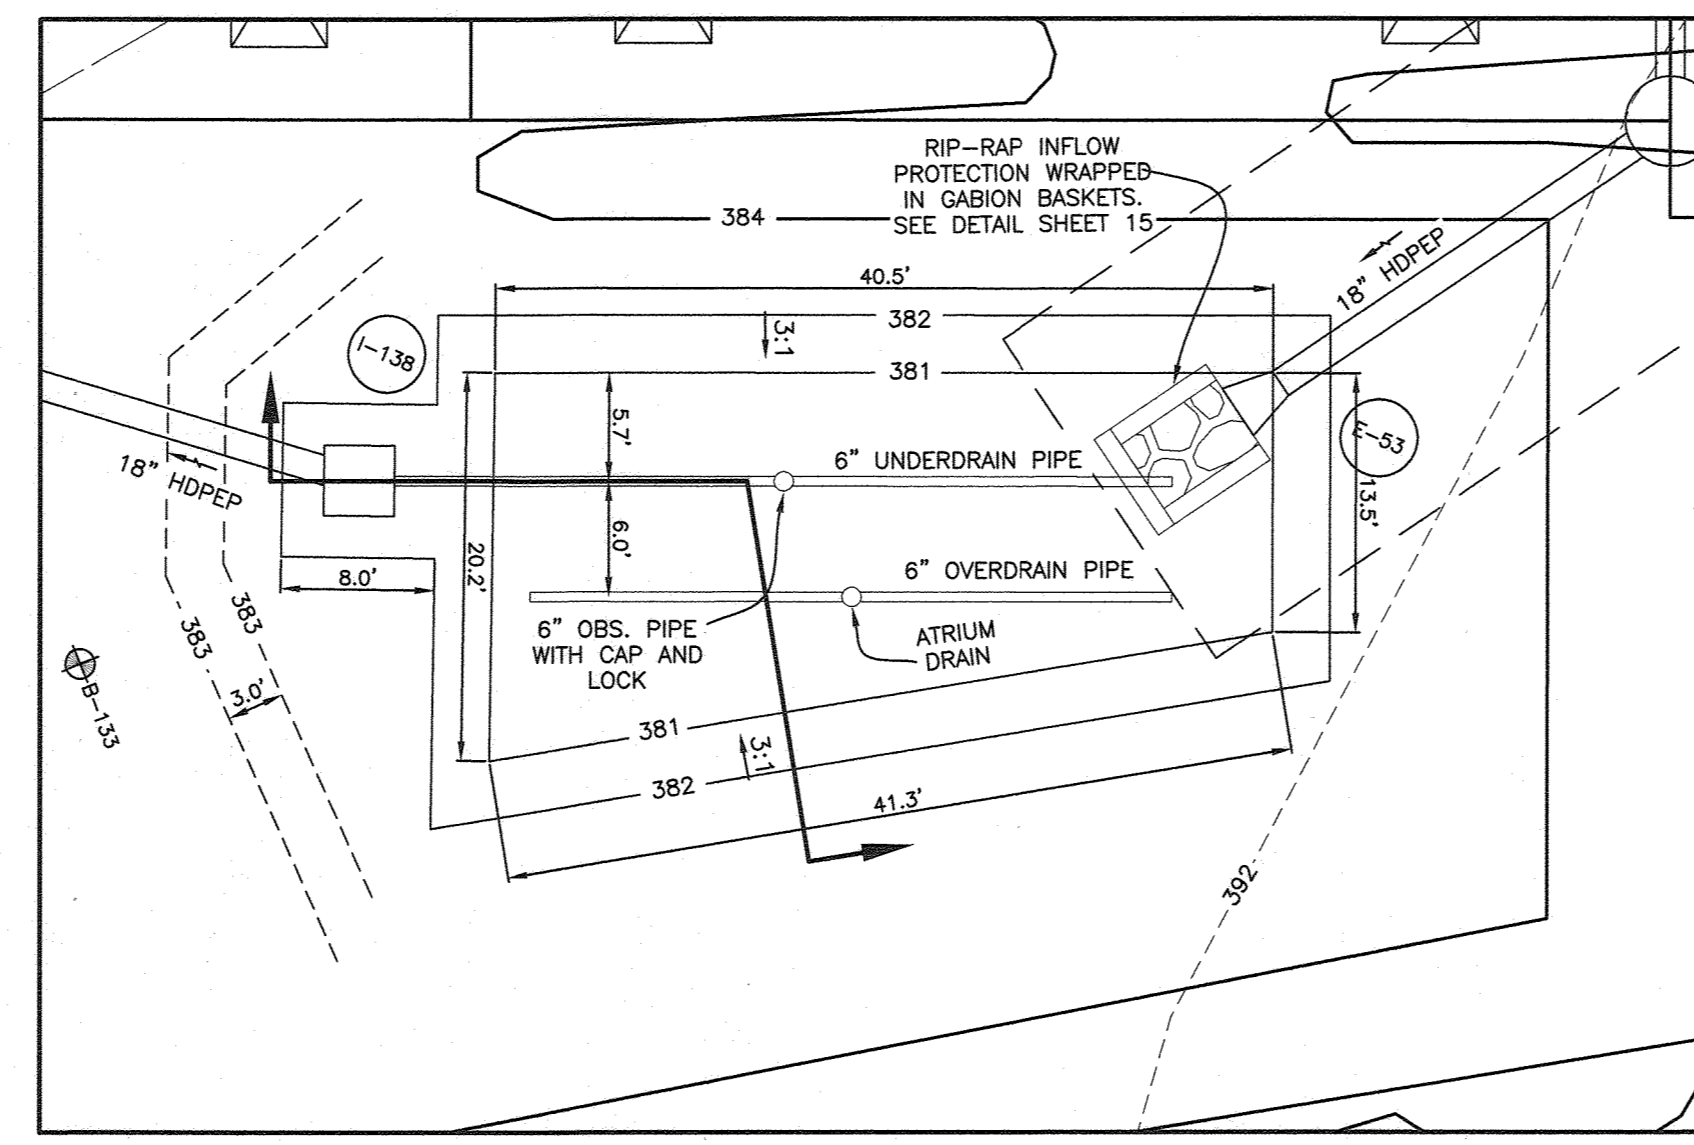 RIP-RAP INFLOW
PROTECTION WRAPPED
IN GABION BASKETS.
SEE DETAIL SHEET 15
384
18" HDPEP
40.5'
382
3:1
I-138
381
5.7'
E-53
6" UNDERDRAIN PIPE
18" HDPEP
13.5'
6.0'
20.2'
8.0'
6" OVERDRAIN PIPE
383
383
6" OBS. PIPE
WITH CAP AND
LOCK
ATRIUM
DRAIN
3.0'
B-133
381
3:1
382
41.3'
392